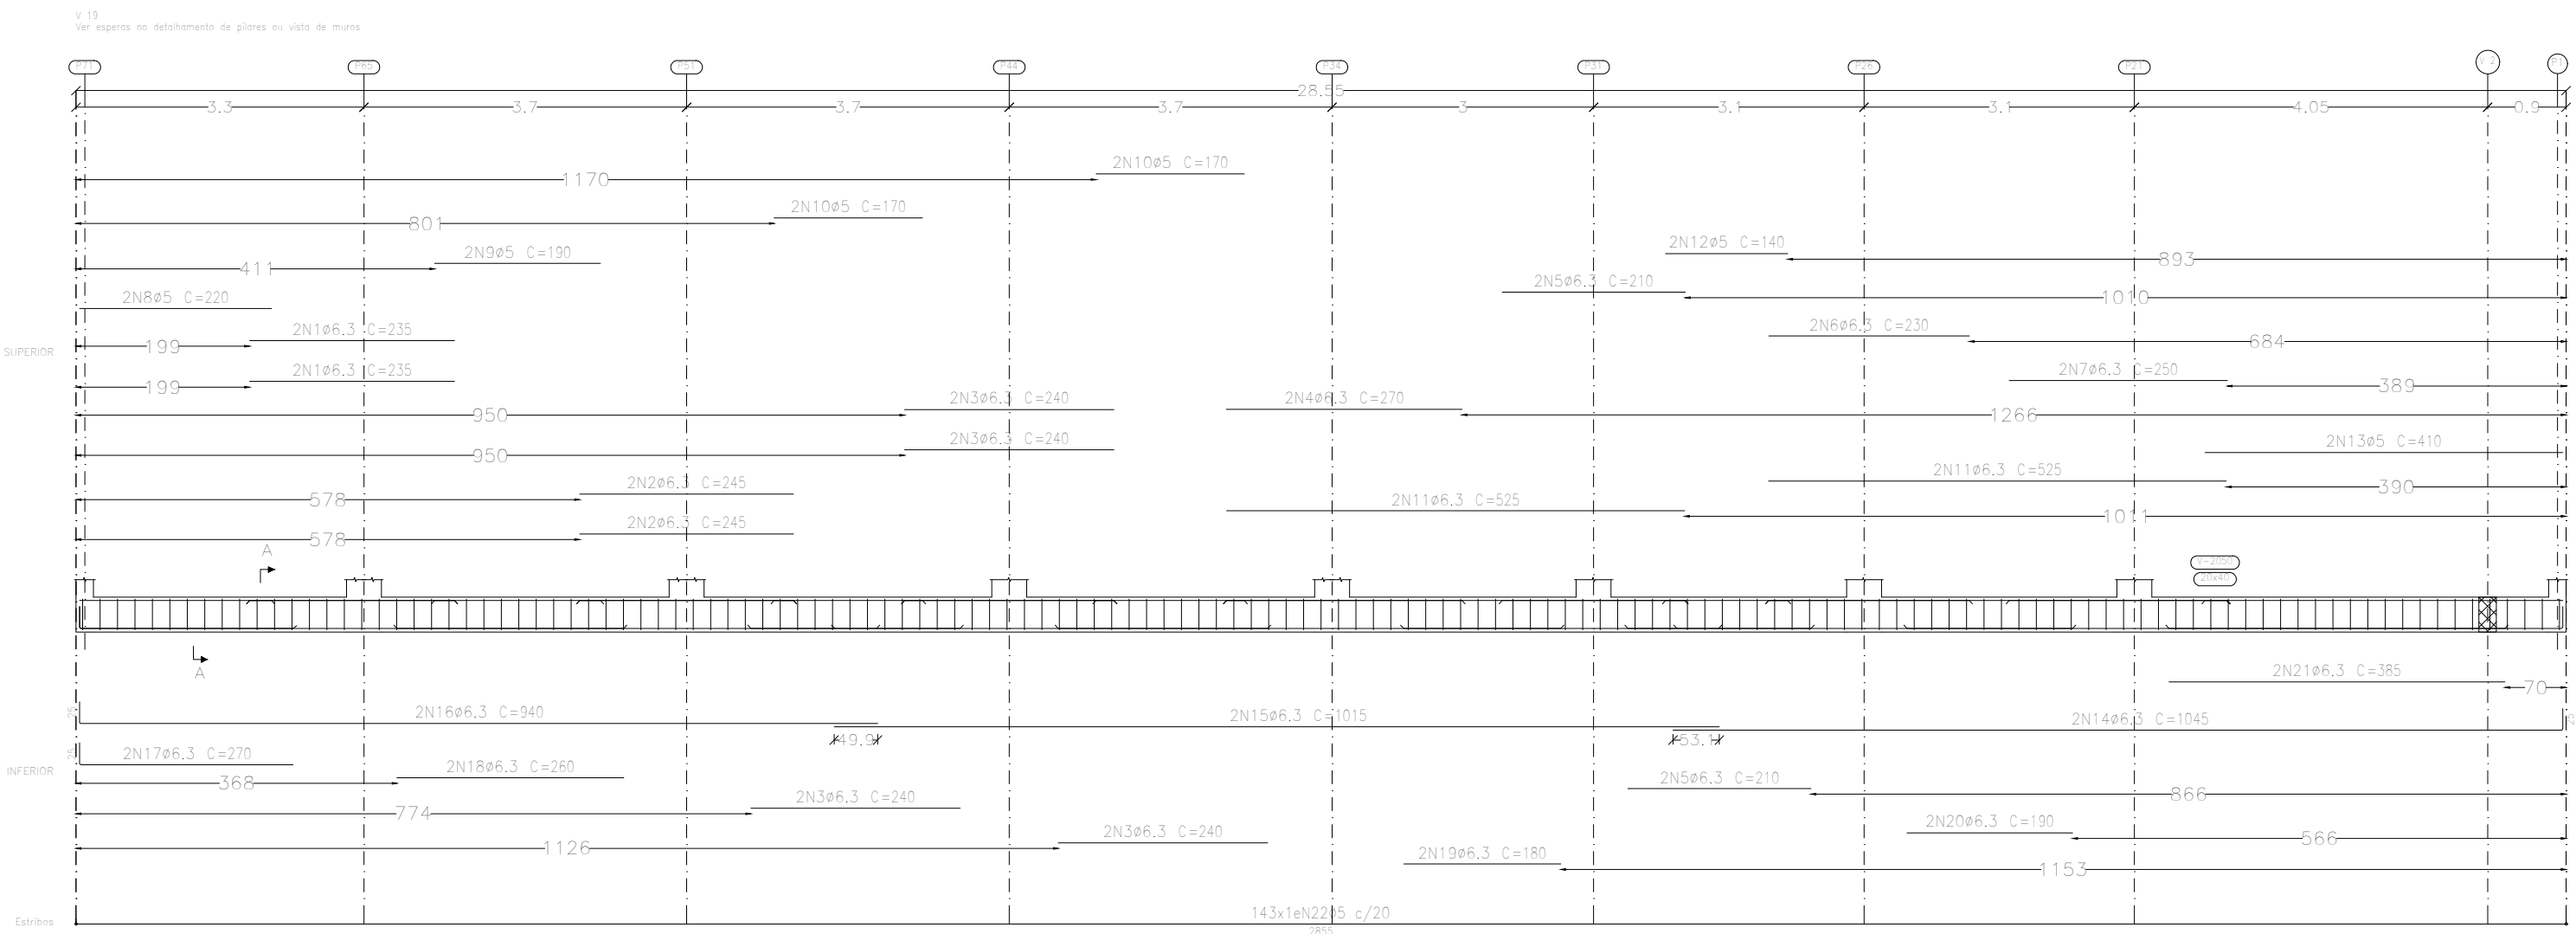 V 19
Ver esperas no detalhamento de pilares ou vista de muros
P71 P65 P51 P44 P34 P31 P26 P21 V 2 P1
28.55
3.3 3.7 3.7 3.7 3 3.1 3.1 4.05 0.9
2N10ø5 C=170
1170
2N10ø5 C=170
801
2N12ø5 C=140
2N9ø5 C=190
893
411
2N5ø6.3 C=210
2N8ø5 C=220
1010
2N1ø6.3 C=235
2N6ø6.3 C=230
684
199
SUPERIOR
2N7ø6.3 C=250
2N1ø6.3 C=235
389
199
2N3ø6.3 C=240
2N4ø6.3 C=270
950
1266
2N3ø6.3 C=240
2N13ø5 C=410
950
2N11ø6.3 C=525
2N2ø6.3 C=245
390
578
2N11ø6.3 C=525
1011
2N2ø6.3 C=245
578
A
V-2050
20x40
A
2N21ø6.3 C=385
70
25
2N16ø6.3 C=940
2N15ø6.3 C=1015
2N14ø6.3 C=1045
49.9
53.1
25
2N17ø6.3 C=270
INFERIOR
2N18ø6.3 C=260
2N5ø6.3 C=210
368
866
2N3ø6.3 C=240
774
2N3ø6.3 C=240
2N20ø6.3 C=190
566
1126
2N19ø6.3 C=180
1153
143x1eN22ø5 c/20
Estribos
2855